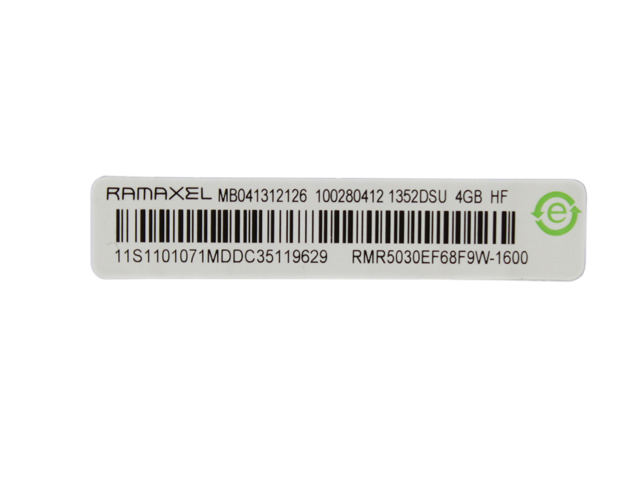 RAMAXEL MB041312126 100280412 1352DSU 4GB HF
e
11S1101071MDDC35119629 RMR5030EF68F9W-1600